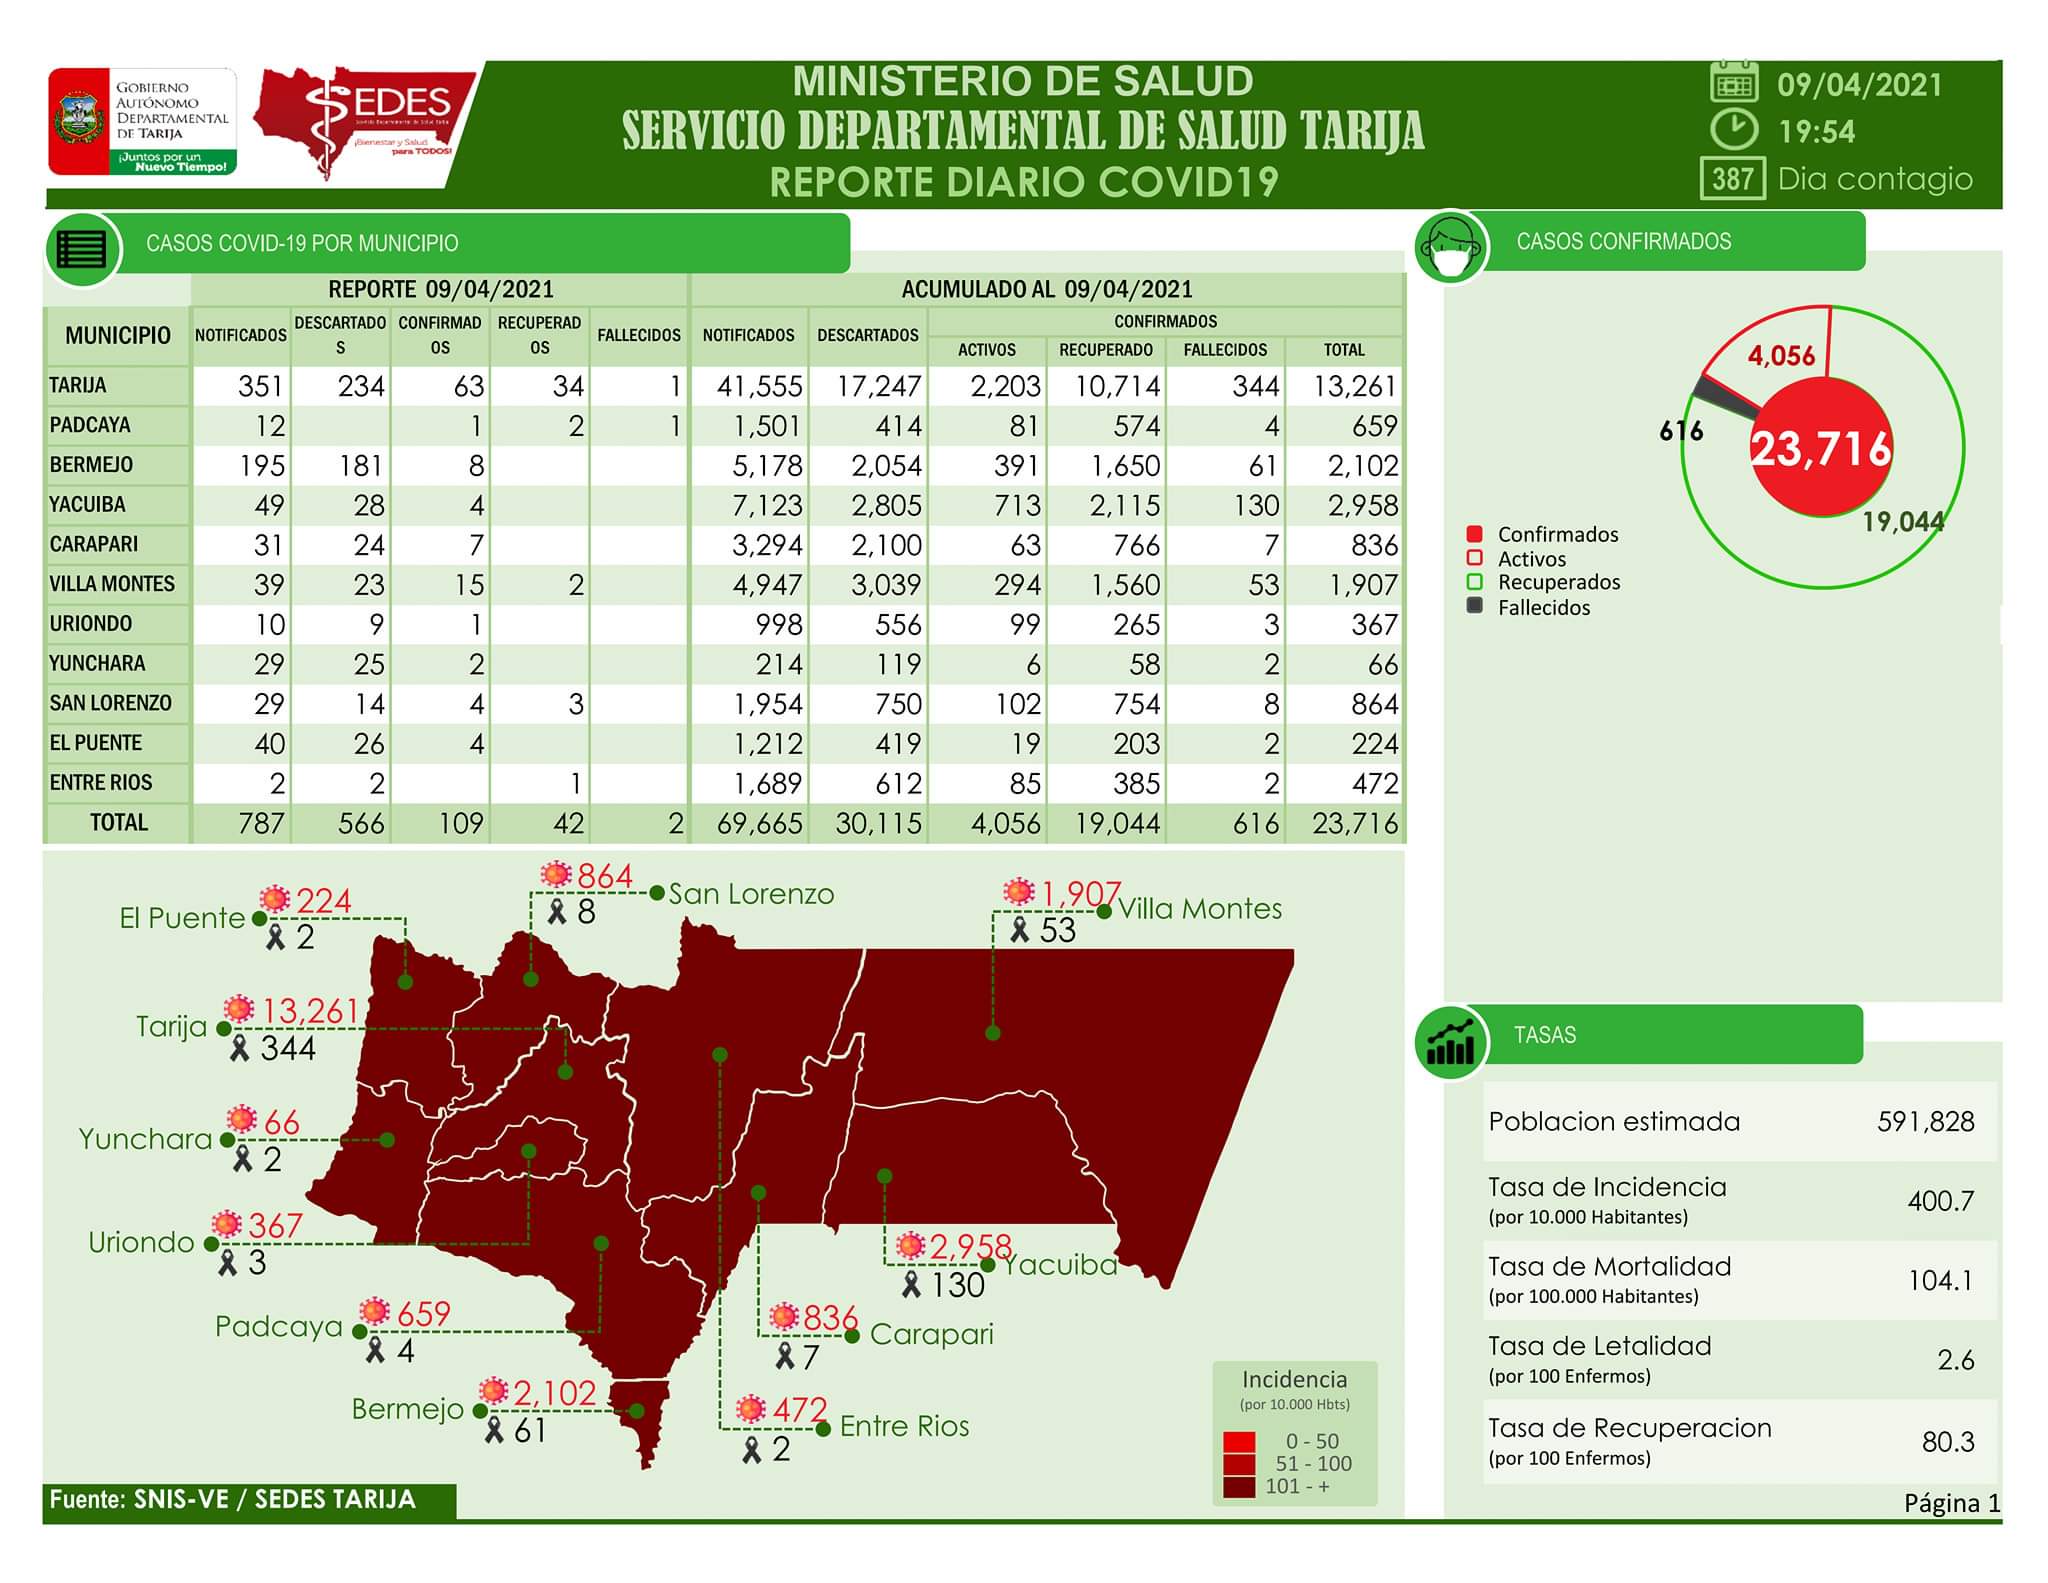 GOBIERNO
AUTÓNOMO
DEPARTAMENTAL
DE TARIJA
¡Juntos por un
Nuevo Tiempo!
SEDES
Servicio Departamental de Salud Tarija
¡Bienestar y Salud
para TODOS!
MINISTERIO DE SALUD
SERVICIO DEPARTAMENTAL DE SALUD TARIJA
REPORTE DIARIO COVID19
09/04/2021
19:54
387 Dia contagio
CASOS COVID-19 POR MUNICIPIO
REPORTE 09/04/2021 ACUMULADO AL 09/04/2021
MUNICIPIO NOTIFICADOS DESCARTADO
S CONFIRMAD
OS RECUPERAD
OS FALLECIDOS NOTIFICADOS DESCARTADOS CONFIRMADOS
ACTIVOS RECUPERADO FALLECIDOS TOTAL
TARIJA 351 234 63 34 1 41,555 17,247 2,203 10,714 344 13,261
PADCAYA 12 1 2 1 1,501 414 81 574 4 659
BERMEJO 195 181 8 5,178 2,054 391 1,650 61 2,102
YACUIBA 49 28 4 7,123 2,805 713 2,115 130 2,958
CARAPARI 31 24 7 3,294 2,100 63 766 7 836
VILLA MONTES 39 23 15 2 4,947 3,039 294 1,560 53 1,907
URIONDO 10 9 1 998 556 99 265 3 367
YUNCHARA 29 25 2 214 119 6 58 2 66
SAN LORENZO 29 14 4 3 1,954 750 102 754 8 864
EL PUENTE 40 26 4 1,212 419 19 203 2 224
ENTRE RIOS 2 2 1 1,689 612 85 385 2 472
TOTAL 787 566 109 42 2 69,665 30,115 4,056 19,044 616 23,716
CASOS CONFIRMADOS
4,056
616
23,716
19,044
Confirmados
Activos
Recuperados
Fallecidos
El Puente 224
2
864 San Lorenzo
8
1,907 Villa Montes
53
Tarija 13,261
344
Yunchara 66
2
Uriondo 367
3
Padcaya 659
4
Bermejo 2,102
61
2,958 Yacuiba
130
836 Carapari
7
472 Entre Rios
2
Incidencia
(por 10.000 Hbts)
0 - 50
51 - 100
101 - +
TASAS
Poblacion estimada 591,828
Tasa de Incidencia
(por 10.000 Habitantes) 400.7
Tasa de Mortalidad
(por 100.000 Habitantes) 104.1
Tasa de Letalidad
(por 100 Enfermos) 2.6
Tasa de Recuperacion
(por 100 Enfermos) 80.3
Fuente: SNIS-VE / SEDES TARIJA
Página 1